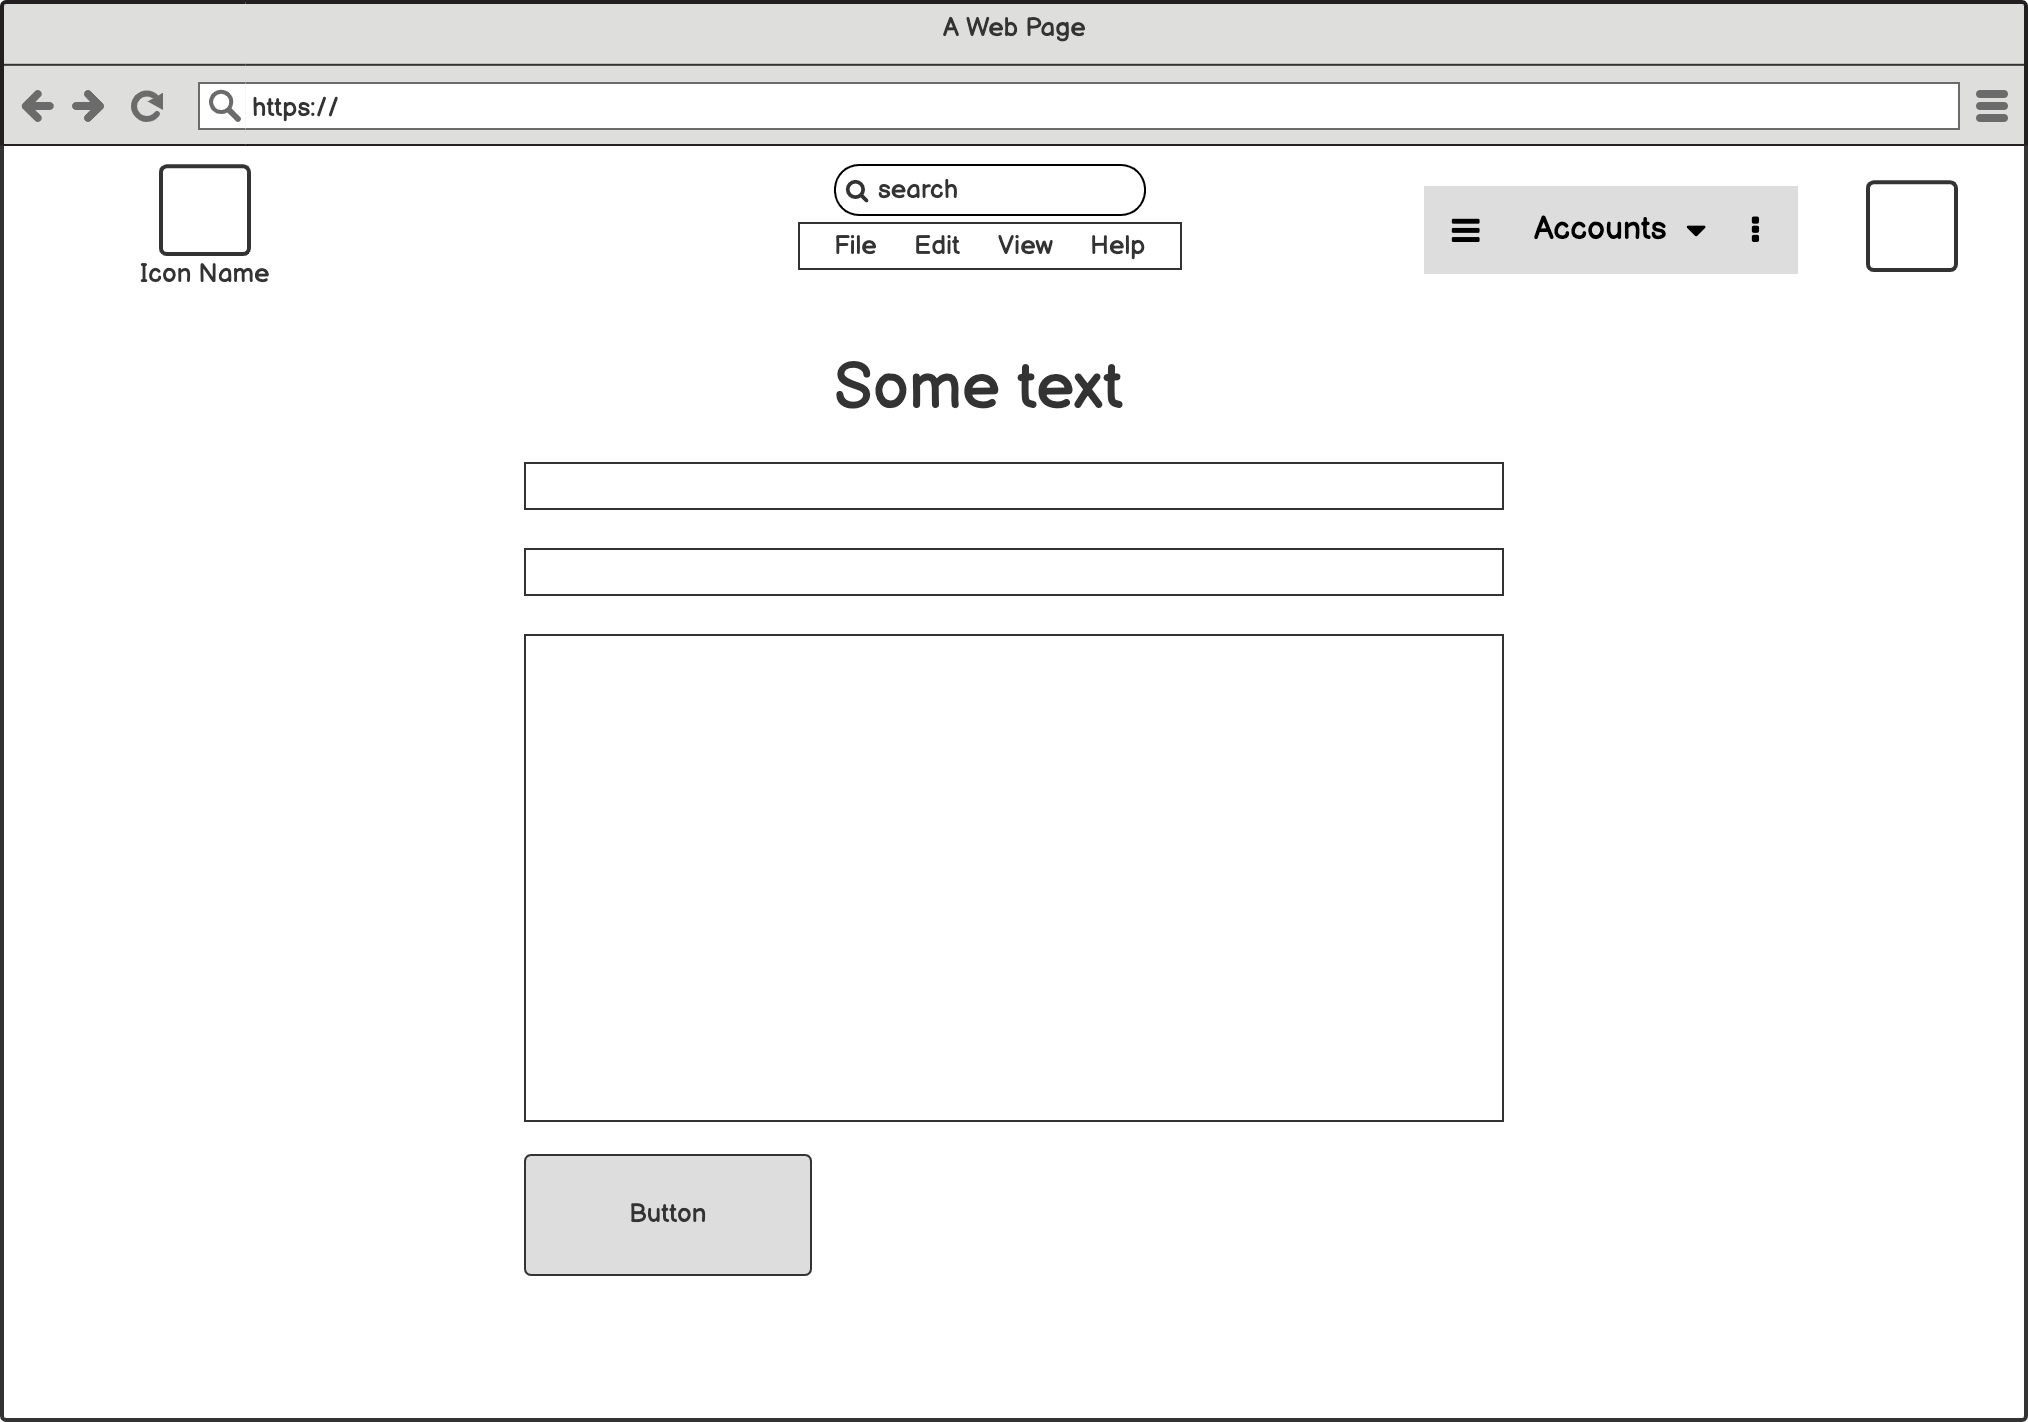 A Web Page
https://
search
File Edit View Help
Accounts
Icon Name
Some text
Button